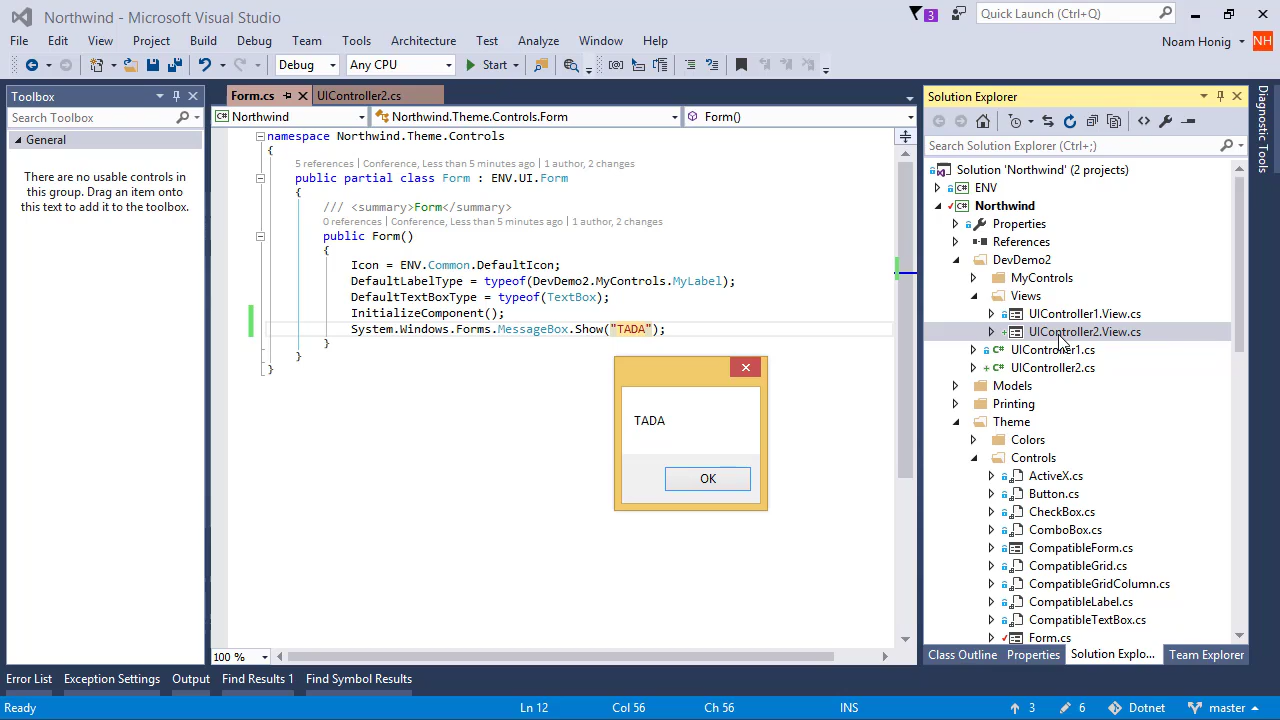 Northwind - Microsoft Visual Studio
3
Quick Launch (Ctrl+Q)
File Edit View Project Build Debug Team Tools Architecture Test Analyze Window Help
Noam Honig
NH
Debug
Any CPU
Start
Toolbox
Search Toolbox
General
There are no usable controls in
this group. Drag an item onto
this text to add it to the toolbox.
Form.cs
UIController2.cs
Northwind
Northwind.Theme.Controls.Form
Form()
namespace Northwind.Theme.Controls
{
5 references | Conference, Less than 5 minutes ago | 1 author, 2 changes
public partial class Form : ENV.UI.Form
{
/// <summary>Form</summary>
0 references | Conference, Less than 5 minutes ago | 1 author, 2 changes
public Form()
{
Icon = ENV.Common.DefaultIcon;
DefaultLabelType = typeof(DevDemo2.MyControls.MyLabel);
DefaultTextBoxType = typeof(TextBox);
InitializeComponent();
System.Windows.Forms.MessageBox.Show("TADA");
}
}
}
TADA
OK
100 %
Solution Explorer
Search Solution Explorer (Ctrl+;)
Solution 'Northwind' (2 projects)
ENV
Northwind
Properties
References
DevDemo2
MyControls
Views
UIController1.View.cs
UIController2.View.cs
UIController1.cs
UIController2.cs
Models
Printing
Theme
Colors
Controls
ActiveX.cs
Button.cs
CheckBox.cs
ComboBox.cs
CompatibleForm.cs
CompatibleGrid.cs
CompatibleGridColumn.cs
CompatibleLabel.cs
CompatibleTextBox.cs
Form.cs
Class Outline Properties Solution Explo... Team Explorer
Diagnostic Tools
Error List Exception Settings Output Find Results 1 Find Symbol Results
Ready Ln 12 Col 56 Ch 56 INS 3 6 Dotnet master